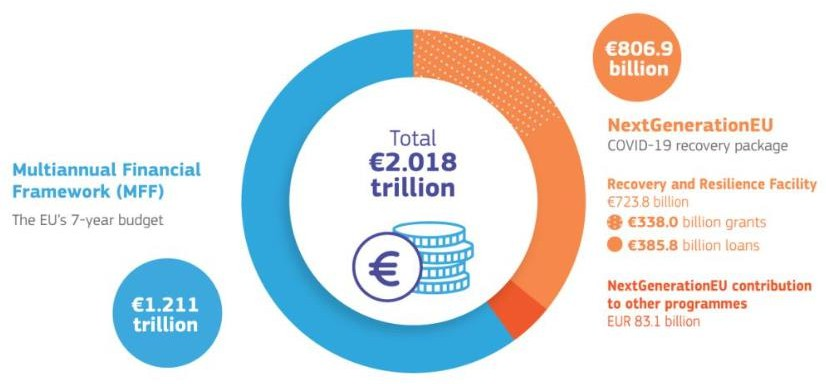 Multiannual Financial
Framework (MFF)
The EU's 7-year budget
€1.211
trillion
Total
€2.018
trillion
€
€806.9
billion
NextGenerationEU
COVID-19 recovery package
Recovery and Resilience Facility
€723.8 billion
€338.0 billion grants
€385.8 billion loans
NextGenerationEU contribution
to other programmes
EUR 83.1 billion